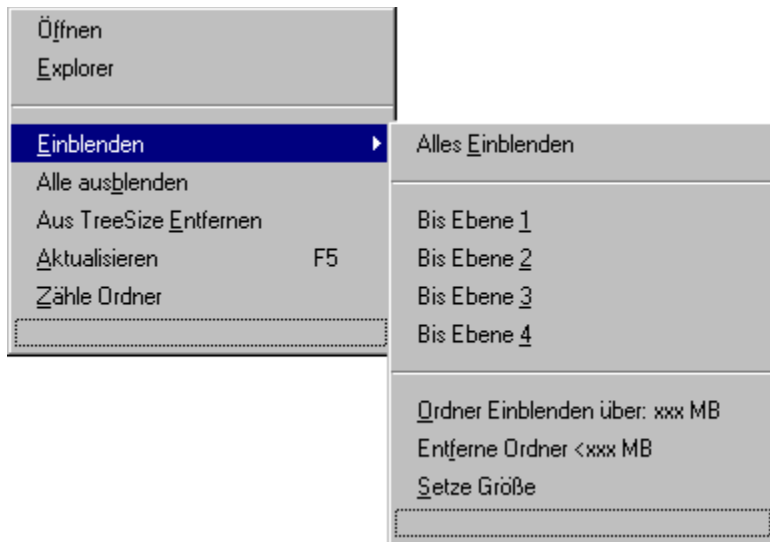 Öffnen
Explorer
Einblenden
Alle ausblenden
Aus TreeSize Entfernen
Aktualisieren F5
Zähle Ordner
Alles Einblenden
Bis Ebene 1
Bis Ebene 2
Bis Ebene 3
Bis Ebene 4
Ordner Einblenden über: xxx MB
Entferne Ordner <xxx MB
Setze Größe